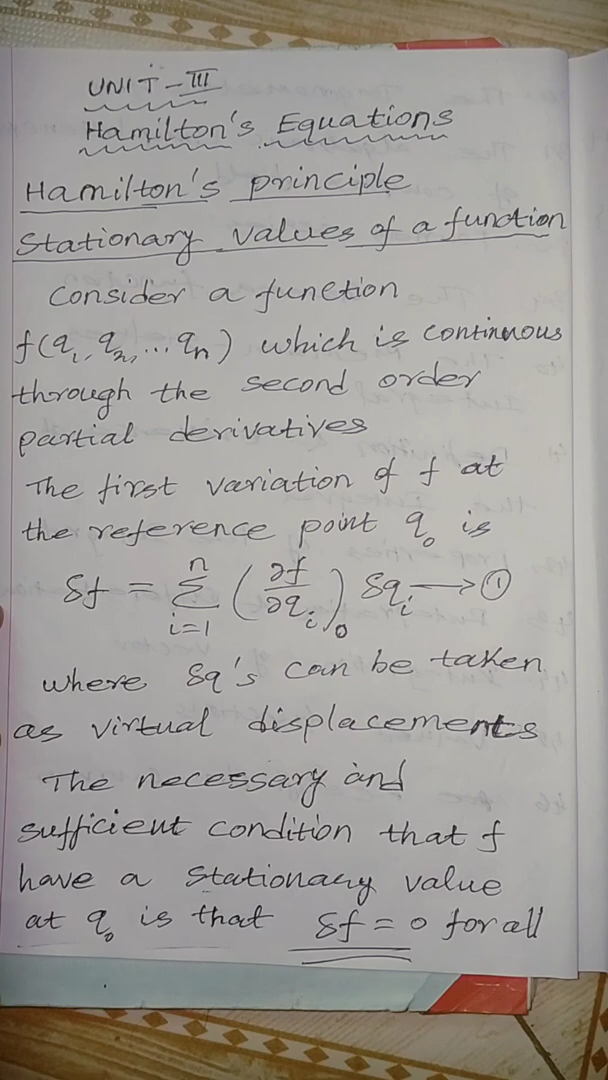 UNIT-III
Hamilton's Equations
Hamilton's principle
Stationary values of a function
Consider a function
f(q₁, q₂, ... qₙ) which is continuous
through the second order
partial derivatives
The first variation of f at
the reference point q₀ is
δf = Σⁿᵢ₌₁ (∂f/∂qᵢ)₀ δqᵢ → ①
where δq's can be taken
as virtual displacements
The necessary and
sufficient condition that f
have a stationary value
at q₀ is that δf = 0 for all